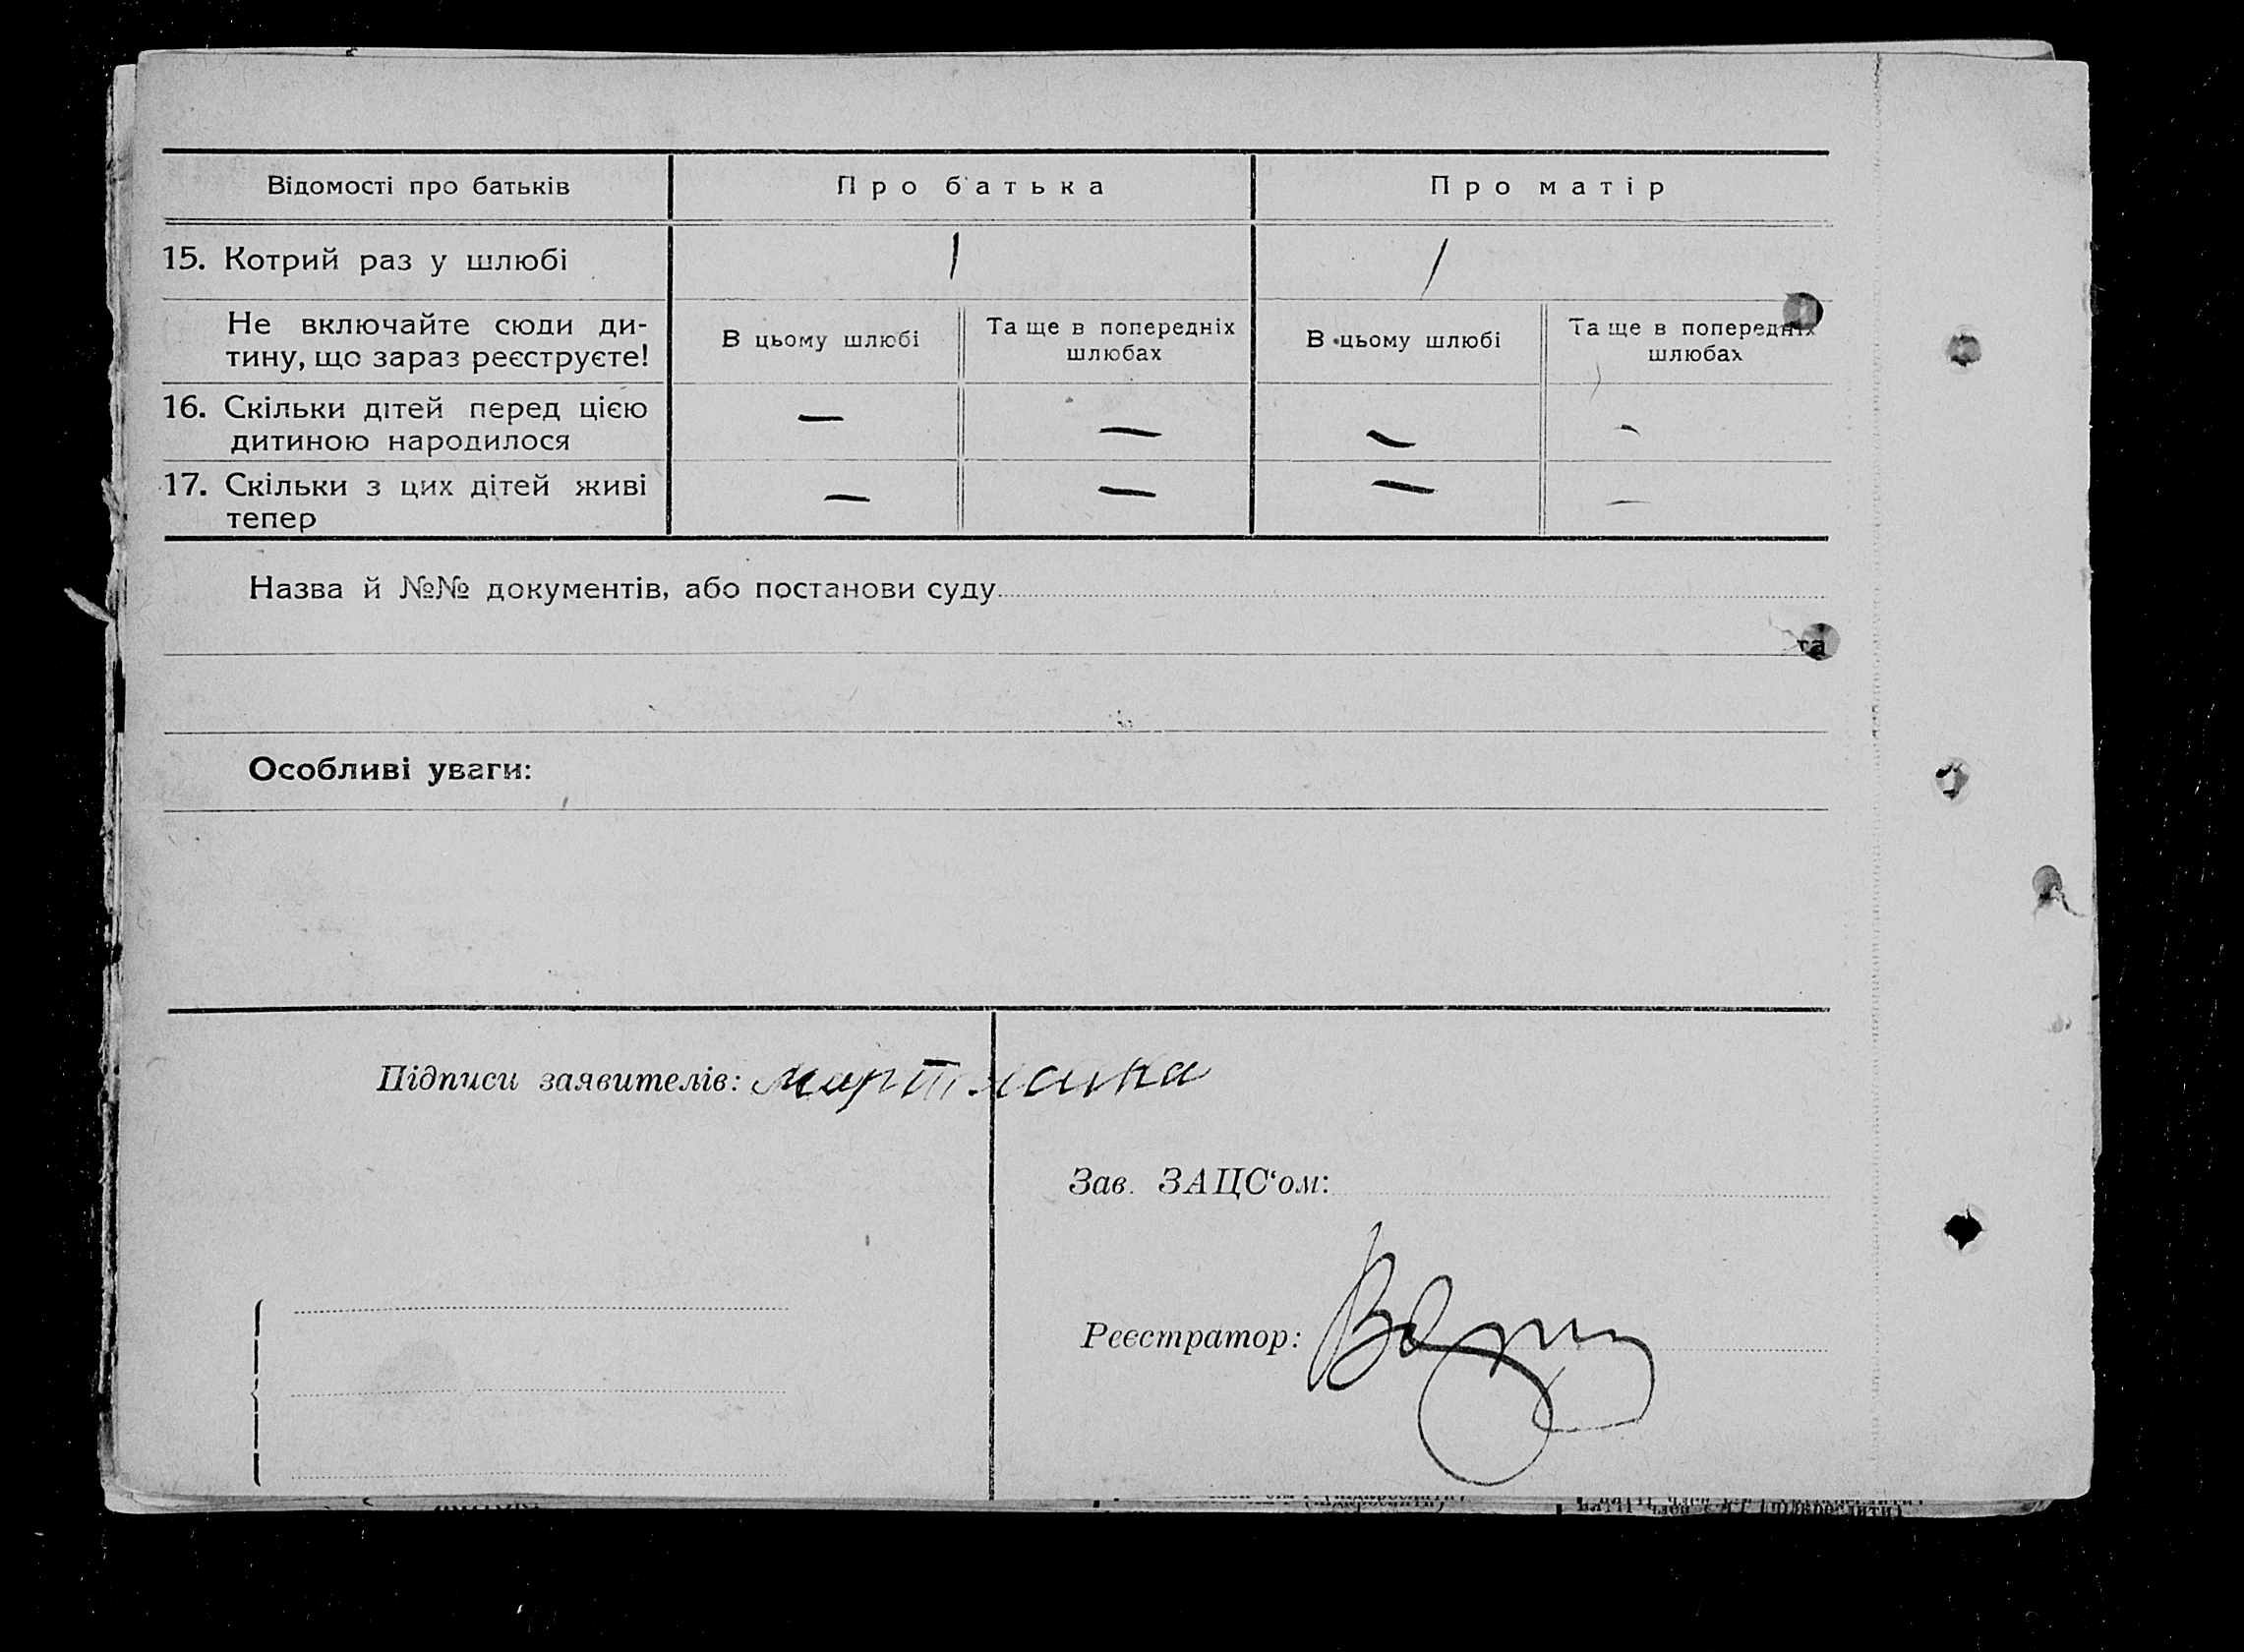 Відомості про батьків Про батька Про матір
15. Котрий раз у шлюбі 1 1
Не включайте сюди ди-
тину, що зараз реєструєте!
В цьому шлюбі
Та ще в попередніх
шлюбах
В цьому шлюбі
Та ще в попередніх
шлюбах
16. Скільки дітей перед цією
дитиною народилося
— — — —
17. Скільки з цих дітей живі
тепер
— — — —
Назва й №№ документів, або постанови суду
та
Особливі уваги:
Підписи заявителів:
Зав. ЗАЦС‘ом:
Реєстратор: